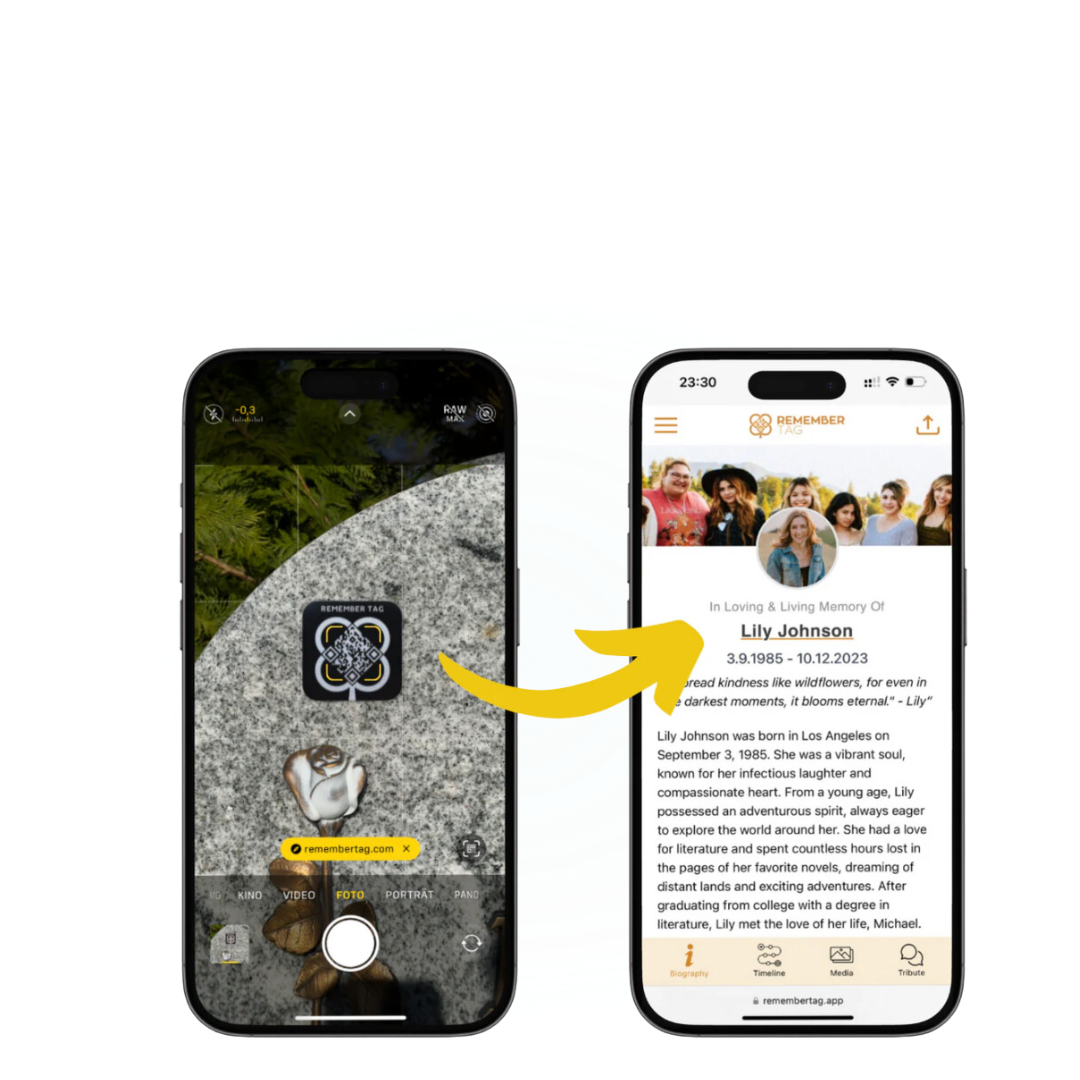 -0,3
RAW
MAX
REMEMBER TAG
remembertag.com ×
KINO VIDEO FOTO PORTRÄT PANO
23:30
REMEMBER
TAG
In Loving & Living Memory Of
Lily Johnson
3.9.1985 - 10.12.2023
kindness like wildflowers, for even in
darkest moments, it blooms eternal." - Lily“
Lily Johnson was born in Los Angeles on
September 3, 1985. She was a vibrant soul,
known for her infectious laughter and
compassionate heart. From a young age, Lily
possessed an adventurous spirit, always eager
to explore the world around her. She had a love
for literature and spent countless hours lost in
the pages of her favorite novels, dreaming of
distant lands and exciting adventures. After
graduating from college with a degree in
literature, Lily met the love of her life, Michael.
Biography Timeline Media Tribute
remembertag.app